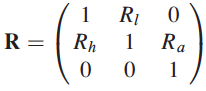 1 R_l 0
R = R_h 1 R_a
0 0 1